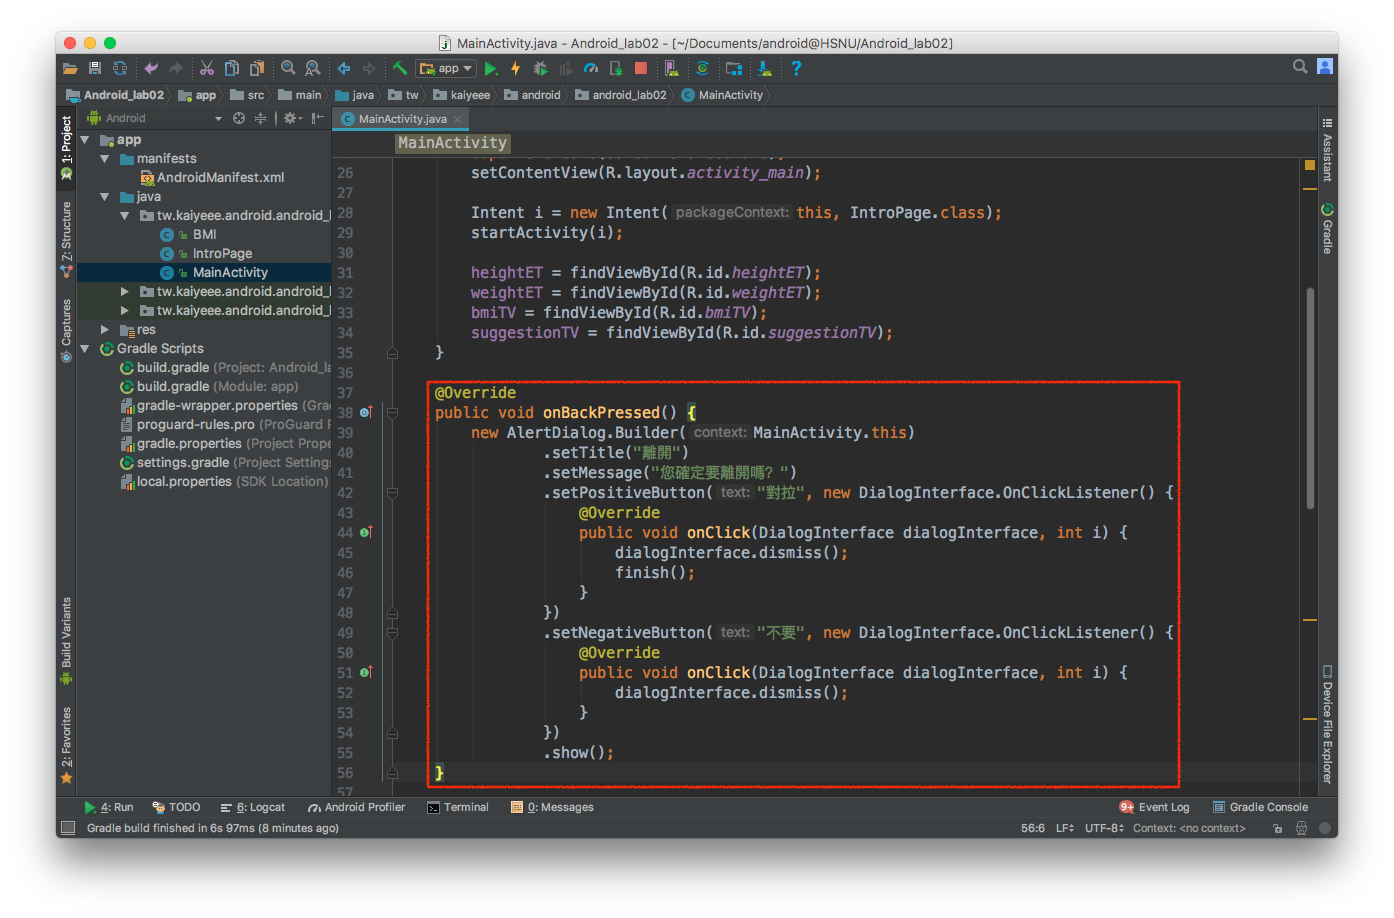 MainActivity.java - Android_lab02 - [~/Documents/android@HSNU/Android_lab02]
app
Android_lab02 app src main java tw kaiyeee android android_lab02 MainActivity
1: Project
Z: Structure
Captures
Build Variants
2: Favorites
Android
app
manifests
AndroidManifest.xml
java
tw.kaiyeee.android.android_l
BMI
IntroPage
MainActivity
tw.kaiyeee.android.android_l
tw.kaiyeee.android.android_l
res
Gradle Scripts
build.gradle (Project: Android_la
build.gradle (Module: app)
gradle-wrapper.properties (Grad
proguard-rules.pro (ProGuard R
gradle.properties (Project Prope
settings.gradle (Project Settings
local.properties (SDK Location)
MainActivity.java
MainActivity
26 setContentView(R.layout.activity_main);
27
28 Intent i = new Intent( packageContext: this, IntroPage.class);
29 startActivity(i);
30
31 heightET = findViewById(R.id.heightET);
32 weightET = findViewById(R.id.weightET);
33 bmiTV = findViewById(R.id.bmiTV);
34 suggestionTV = findViewById(R.id.suggestionTV);
35 }
36
37 @Override
38 public void onBackPressed() {
39 new AlertDialog.Builder( context: MainActivity.this)
40 .setTitle("離開")
41 .setMessage("您確定要離開嗎？")
42 .setPositiveButton( text: "對拉", new DialogInterface.OnClickListener() {
43 @Override
44 public void onClick(DialogInterface dialogInterface, int i) {
45 dialogInterface.dismiss();
46 finish();
47 }
48 })
49 .setNegativeButton( text: "不要", new DialogInterface.OnClickListener() {
50 @Override
51 public void onClick(DialogInterface dialogInterface, int i) {
52 dialogInterface.dismiss();
53 }
54 })
55 .show();
56 }
57
Assistant
Gradle
Device File Explorer
4: Run TODO 6: Logcat Android Profiler Terminal 0: Messages 9+ Event Log Gradle Console
Gradle build finished in 6s 97ms (8 minutes ago) 56:6 LF UTF-8 Context: <no context>